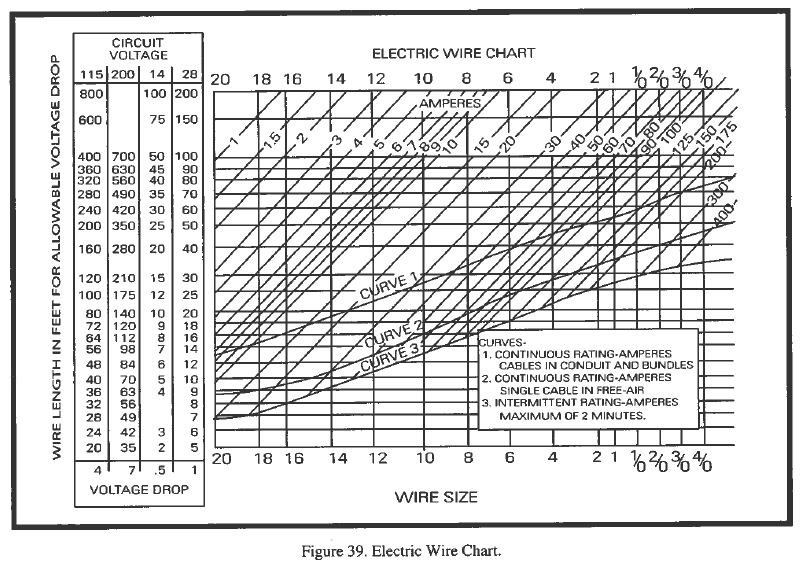 CIRCUIT
VOLTAGE
115 200 14 28
800 100 200
600 75 150
400 700 50 100
360 630 45 90
320 560 40 80
280 490 35 70
240 420 30 60
200 350 25 50
160 280 20 40
120 210 15 30
100 175 12 25
80 140 10 20
72 120 9 18
64 112 8 16
56 98 7 14
48 84 6 12
40 70 5 10
36 63 4 9
32 56 8
28 49 7
24 42 3 6
20 35 2 5
4 7 .5 1
VOLTAGE DROP
WIRE LENGTH IN FEET FOR ALLOWABLE VOLTAGE DROP
ELECTRIC WIRE CHART
20 18 16 14 12 10 8 6 4 2 1 1/0 2/0 3/0 4/0
AMPERES
1 1.5 2 3 4 5 6 7 8 9 10 15 20 30 40 50 60 70 80 90 100 125 150 175
200
300
400
CURVE 1
CURVE 2
CURVE 3
CURVES-
1. CONTINUOUS RATING-AMPERES
CABLES IN CONDUIT AND BUNDLES
2. CONTINUOUS RATING-AMPERES
SINGLE CABLE IN FREE-AIR
3. INTERMITTENT RATING-AMPERES
MAXIMUM OF 2 MINUTES.
20 18 16 14 12 10 8 6 4 2 1 1/0 2/0 3/0 4/0
WIRE SIZE
Figure 39. Electric Wire Chart.